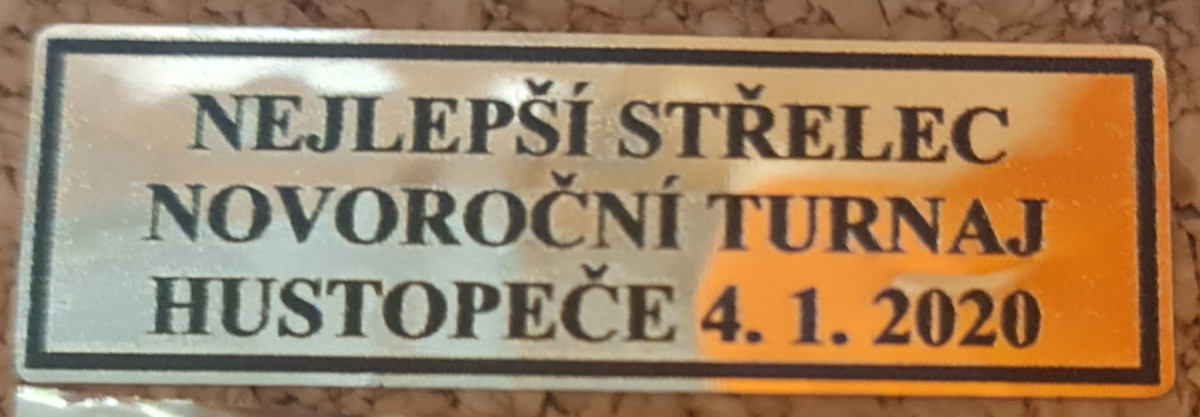 NEJLEPŠÍ STŘELEC
NOVOROČNÍ TURNAJ
HUSTOPEČE 4. 1. 2020